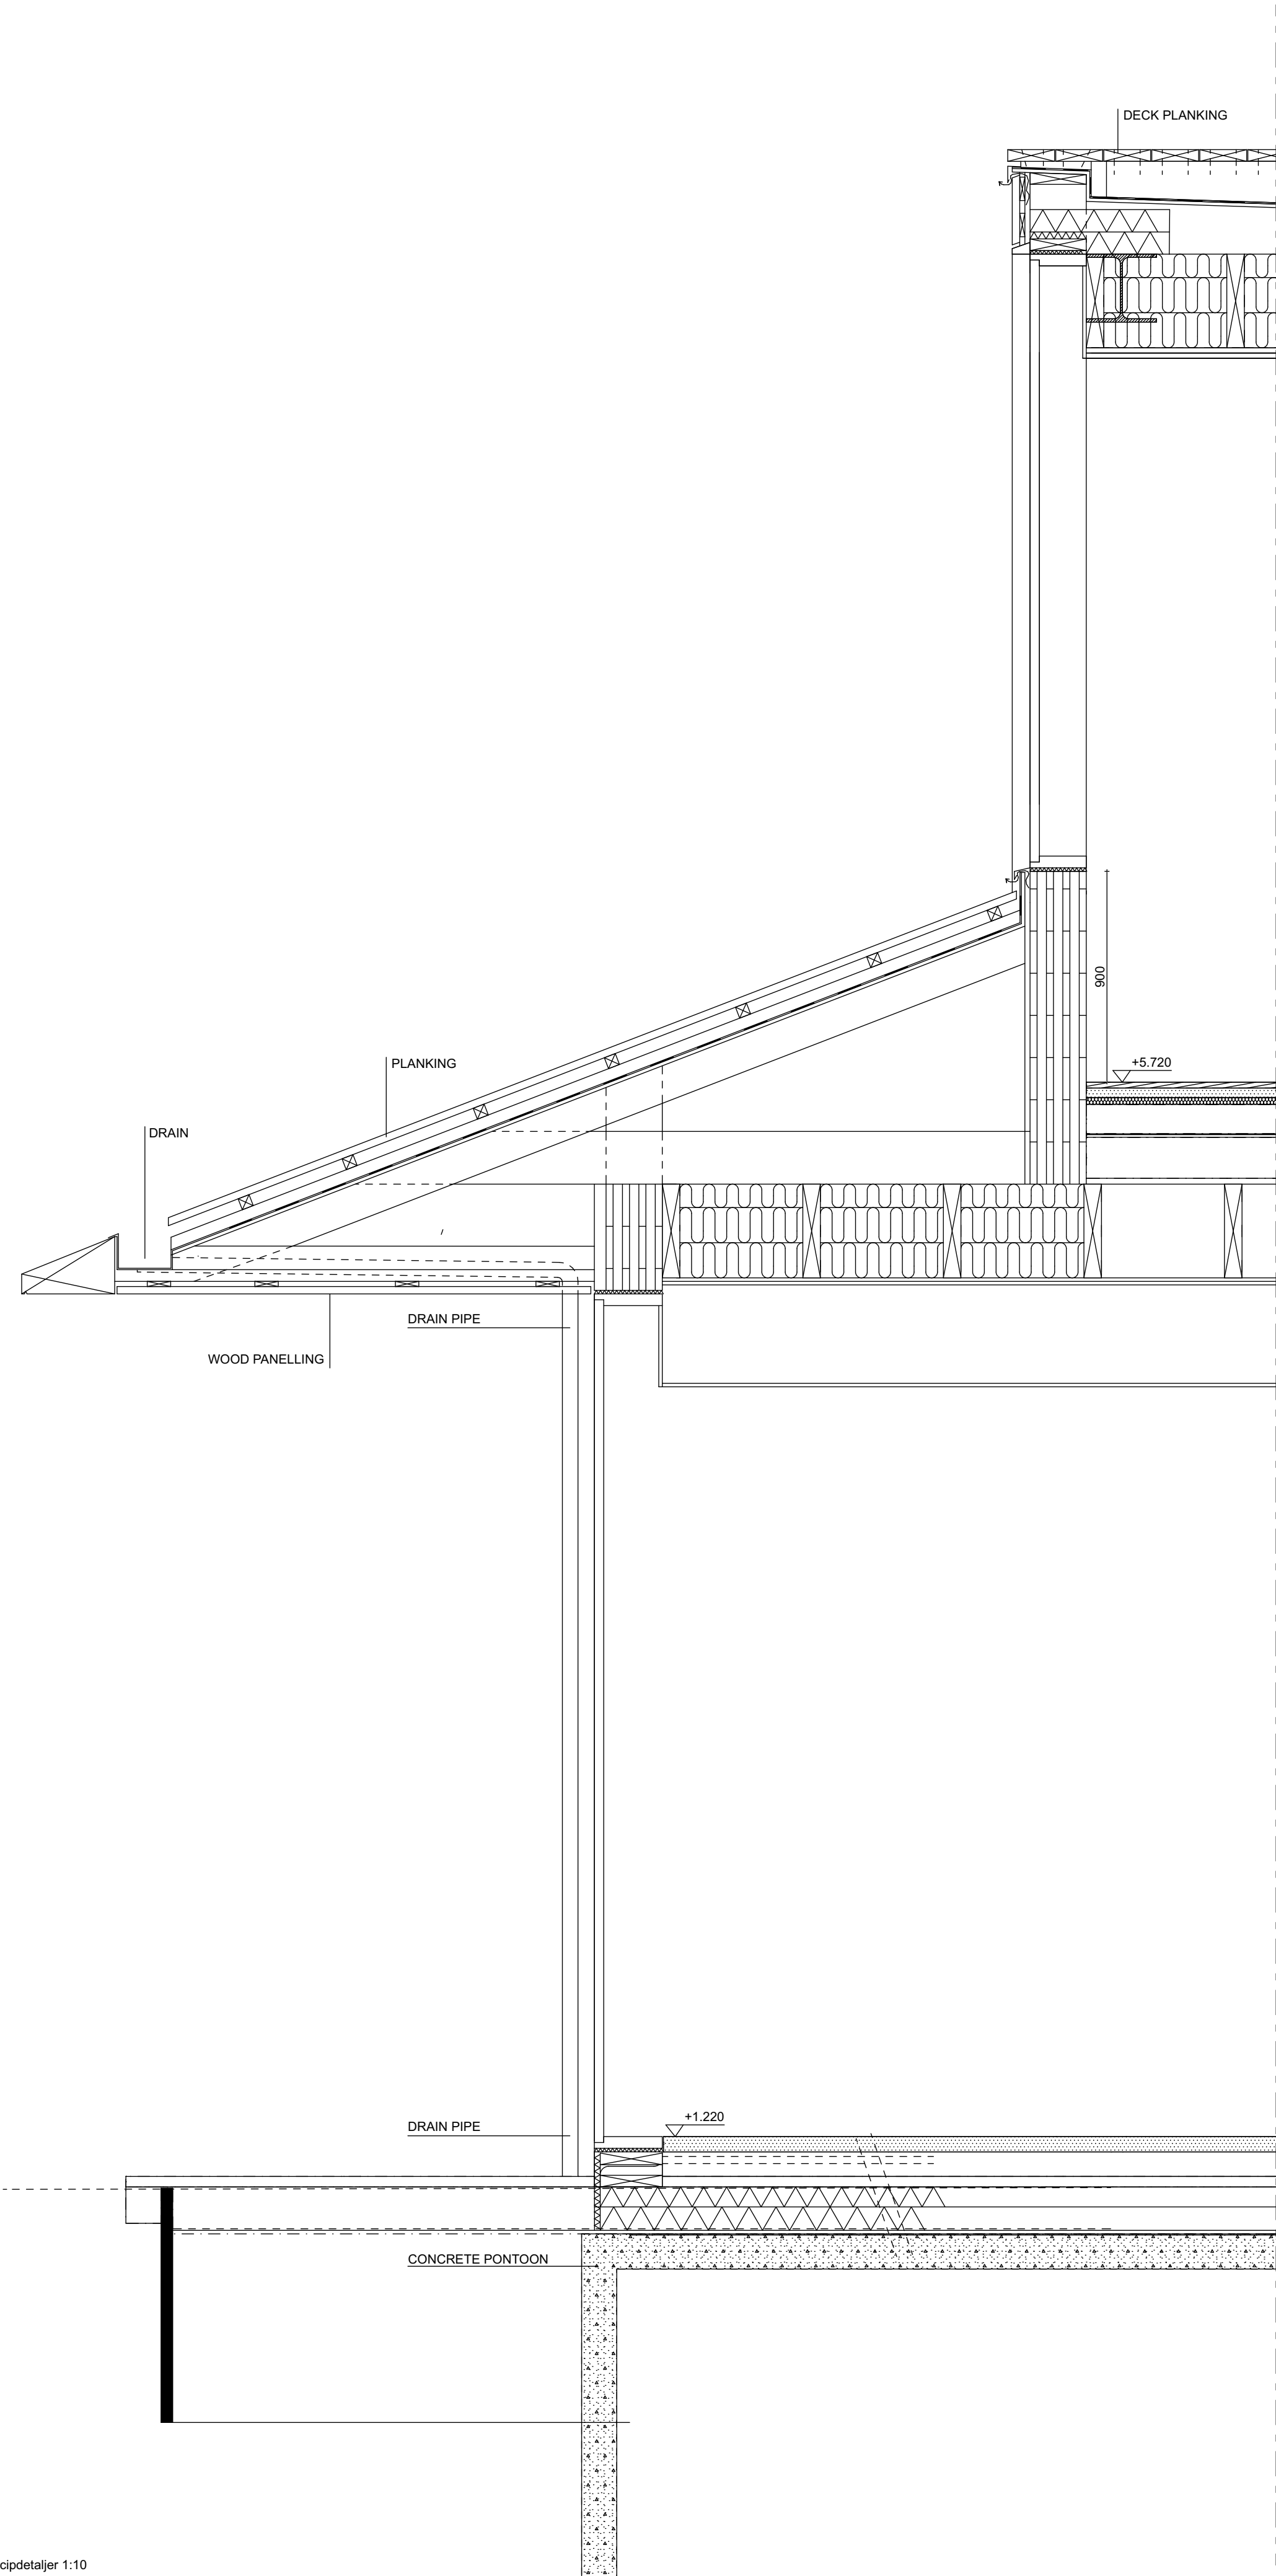 DECK PLANKING
900
+5.720
PLANKING
DRAIN
DRAIN PIPE
WOOD PANELLING
+1.220
DRAIN PIPE
CONCRETE PONTOON
cipdetaljer 1:10